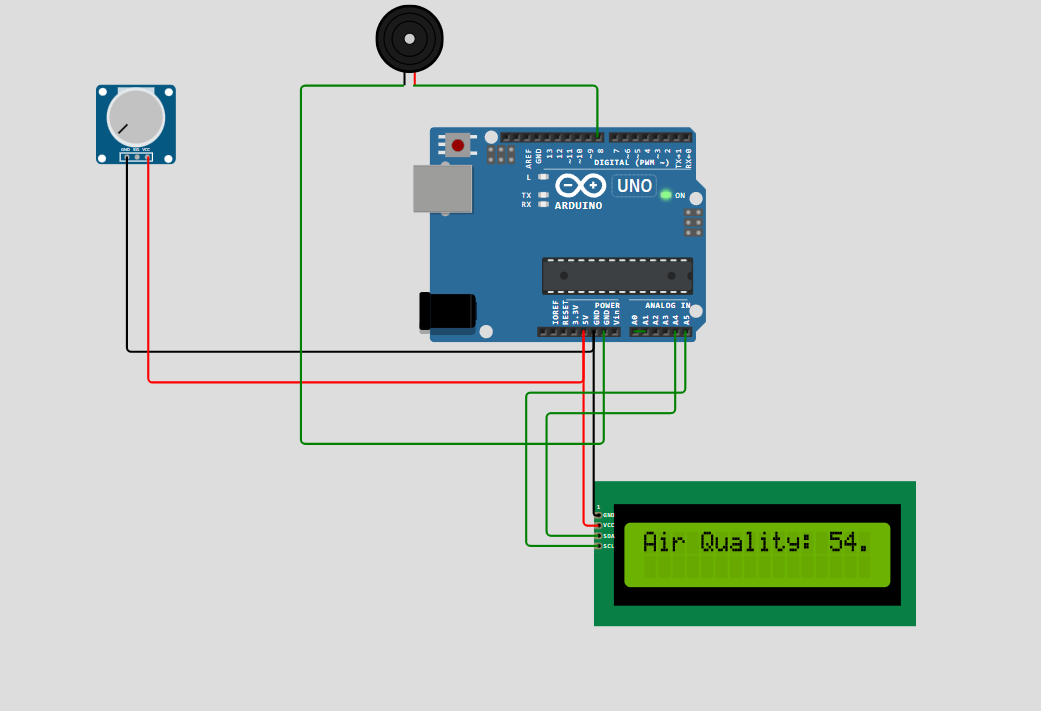 GND SIG VCC
AREF
GND
13
12
~11
~10
~9
8
7
~6
~5
4
~3
2
TX→1
RX←0
DIGITAL (PWM ~)
L
UNO
ON
TX
RX
ARDUINO
POWER
ANALOG IN
IOREF
RESET
3.3V
5V
GND
GND
Vin
A0
A1
A2
A3
A4
A5
1
GND
VCC
SDA
SCL
Air Quality: 54.